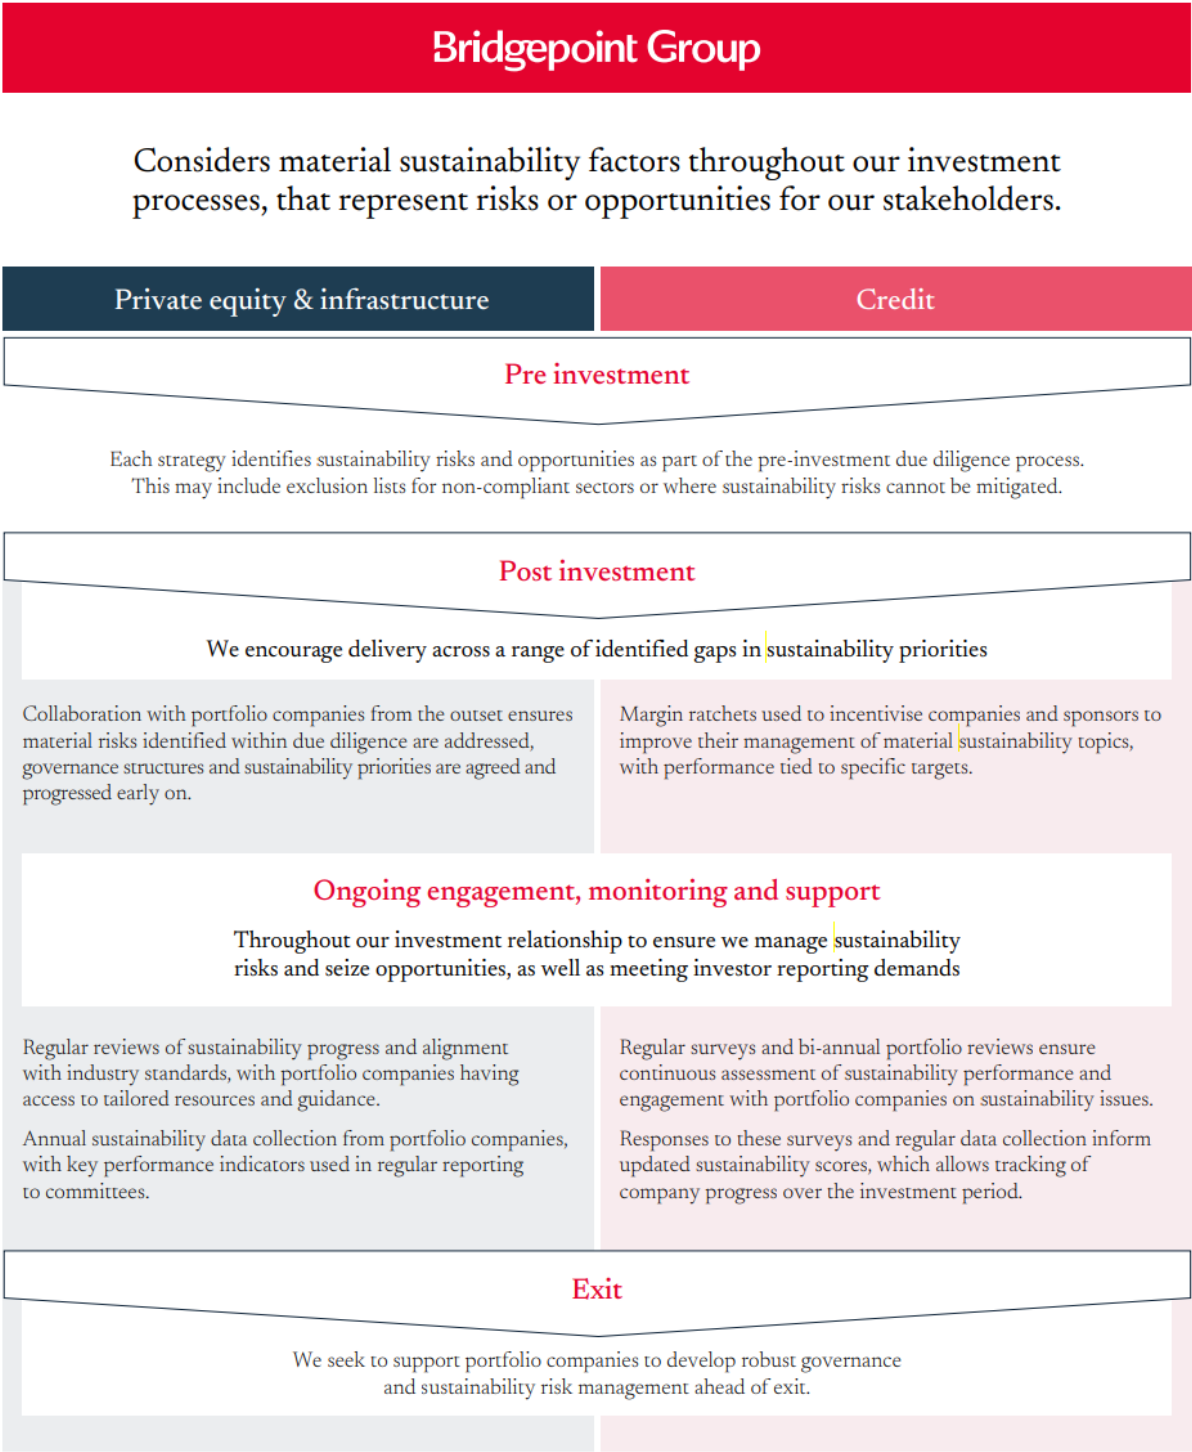 Bridgepoint Group
Considers material sustainability factors throughout our investment
processes, that represent risks or opportunities for our stakeholders.
Private equity & infrastructure
Credit
Pre investment
Each strategy identifies sustainability risks and opportunities as part of the pre-investment due diligence process.
This may include exclusion lists for non-compliant sectors or where sustainability risks cannot be mitigated.
Post investment
We encourage delivery across a range of identified gaps in sustainability priorities
Collaboration with portfolio companies from the outset ensures
material risks identified within due diligence are addressed,
governance structures and sustainability priorities are agreed and
progressed early on.
Margin ratchets used to incentivise companies and sponsors to
improve their management of material sustainability topics,
with performance tied to specific targets.
Ongoing engagement, monitoring and support
Throughout our investment relationship to ensure we manage sustainability
risks and seize opportunities, as well as meeting investor reporting demands
Regular reviews of sustainability progress and alignment
with industry standards, with portfolio companies having
access to tailored resources and guidance.
Annual sustainability data collection from portfolio companies,
with key performance indicators used in regular reporting
to committees.
Regular surveys and bi-annual portfolio reviews ensure
continuous assessment of sustainability performance and
engagement with portfolio companies on sustainability issues.
Responses to these surveys and regular data collection inform
updated sustainability scores, which allows tracking of
company progress over the investment period.
Exit
We seek to support portfolio companies to develop robust governance
and sustainability risk management ahead of exit.